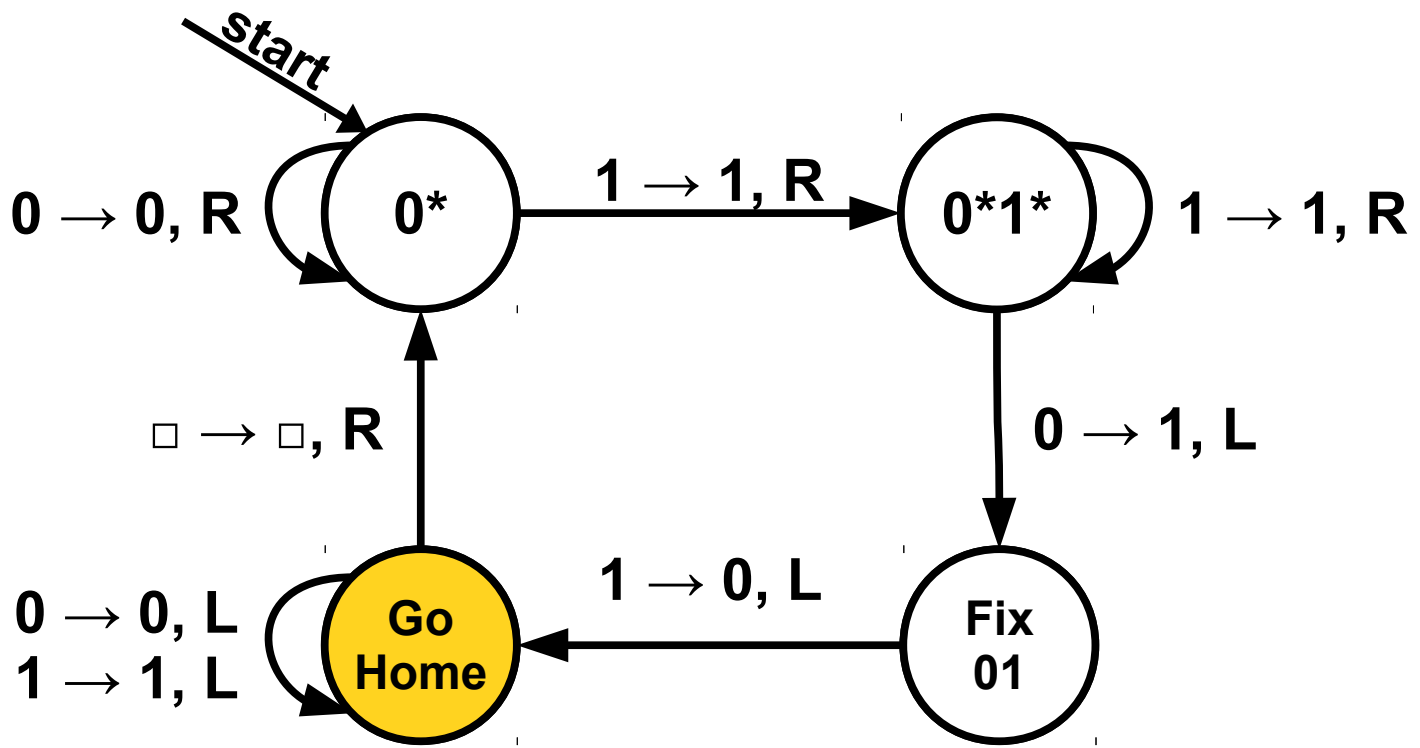 start
0 → 0, R
0*
1 → 1, R
0*1*
1 → 1, R
□ → □, R
0 → 1, L
0 → 0, L
1 → 1, L
Go
Home
1 → 0, L
Fix
01